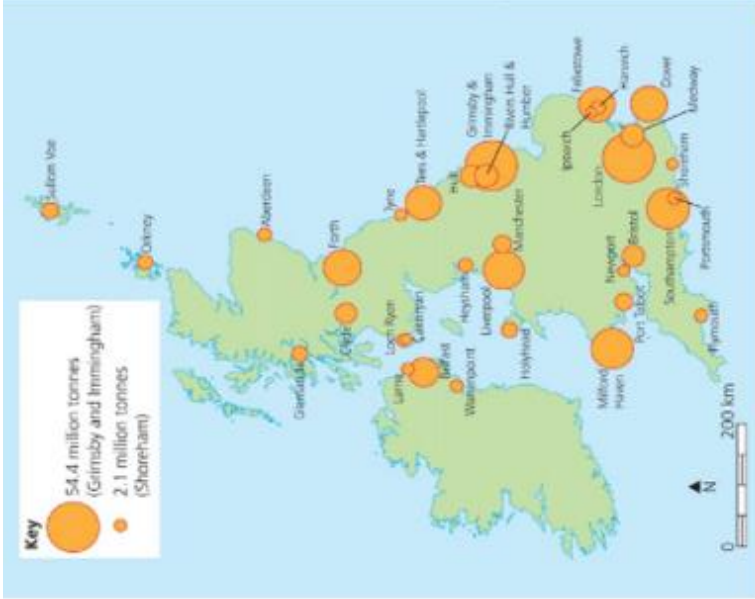 Key
54.4 million tonnes
(Grimsby and Immingham)
2.1 million tonnes
(Shoreham)
Sullom Voe
Orkney
Aberdeen
Glensanda
Forth
Clyde
Tyne
Tees & Hartlepool
Loch Ryan
Cairnryan
Larne
Belfast
Warrenpoint
Heysham
Hull
Grimsby &
Immingham
Rivers Hull &
Humber
Liverpool
Manchester
Holyhead
Felixstowe
Ipswich
Harwich
Milford
Haven
Port Talbot
Newport
Bristol
London
Dover
Medway
Southampton
Shoreham
Portsmouth
Plymouth
N
0
200 km